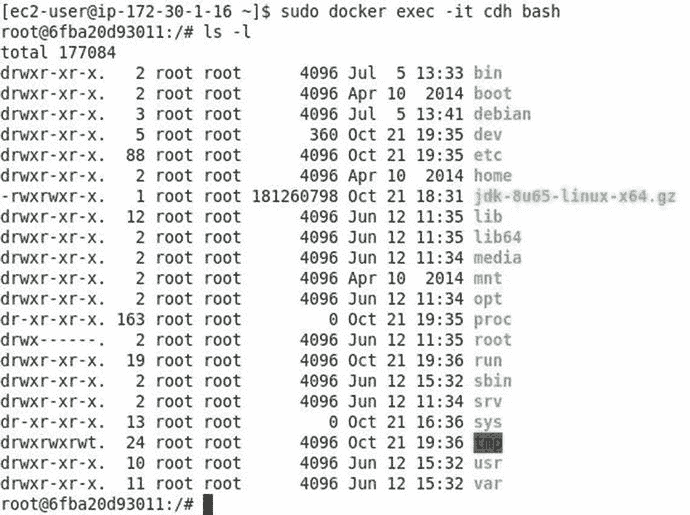 [ec2-user@ip-172-30-1-16 ~]$ sudo docker exec -it cdh bash
root@6fba20d93011:/# ls -l
total 177084
drwxr-xr-x.   2 root root      4096 Jul  5 13:33 bin
drwxr-xr-x.   2 root root      4096 Apr 10  2014 boot
drwxr-xr-x.   3 root root      4096 Jul  5 13:41 debian
drwxr-xr-x.   5 root root       360 Oct 21 19:35 dev
drwxr-xr-x.  88 root root      4096 Oct 21 19:35 etc
drwxr-xr-x.   2 root root      4096 Apr 10  2014 home
-rwxrwxr-x.   1 root root 181260798 Oct 21 18:31 jdk-8u65-linux-x64.gz
drwxr-xr-x.  12 root root      4096 Jun 12 11:35 lib
drwxr-xr-x.   2 root root      4096 Jun 12 11:35 lib64
drwxr-xr-x.   2 root root      4096 Jun 12 11:34 media
drwxr-xr-x.   2 root root      4096 Apr 10  2014 mnt
drwxr-xr-x.   2 root root      4096 Jun 12 11:34 opt
dr-xr-xr-x. 163 root root         0 Oct 21 19:35 proc
drwx------.   2 root root      4096 Jun 12 11:35 root
drwxr-xr-x.  19 root root      4096 Oct 21 19:36 run
drwxr-xr-x.   2 root root      4096 Jun 12 15:32 sbin
drwxr-xr-x.   2 root root      4096 Jun 12 11:34 srv
dr-xr-xr-x.  13 root root         0 Oct 21 16:36 sys
drwxrwxrwt.  24 root root      4096 Oct 21 19:36 tmp
drwxr-xr-x.  10 root root      4096 Jun 12 15:32 usr
drwxr-xr-x.  11 root root      4096 Jun 12 15:32 var
root@6fba20d93011:/#